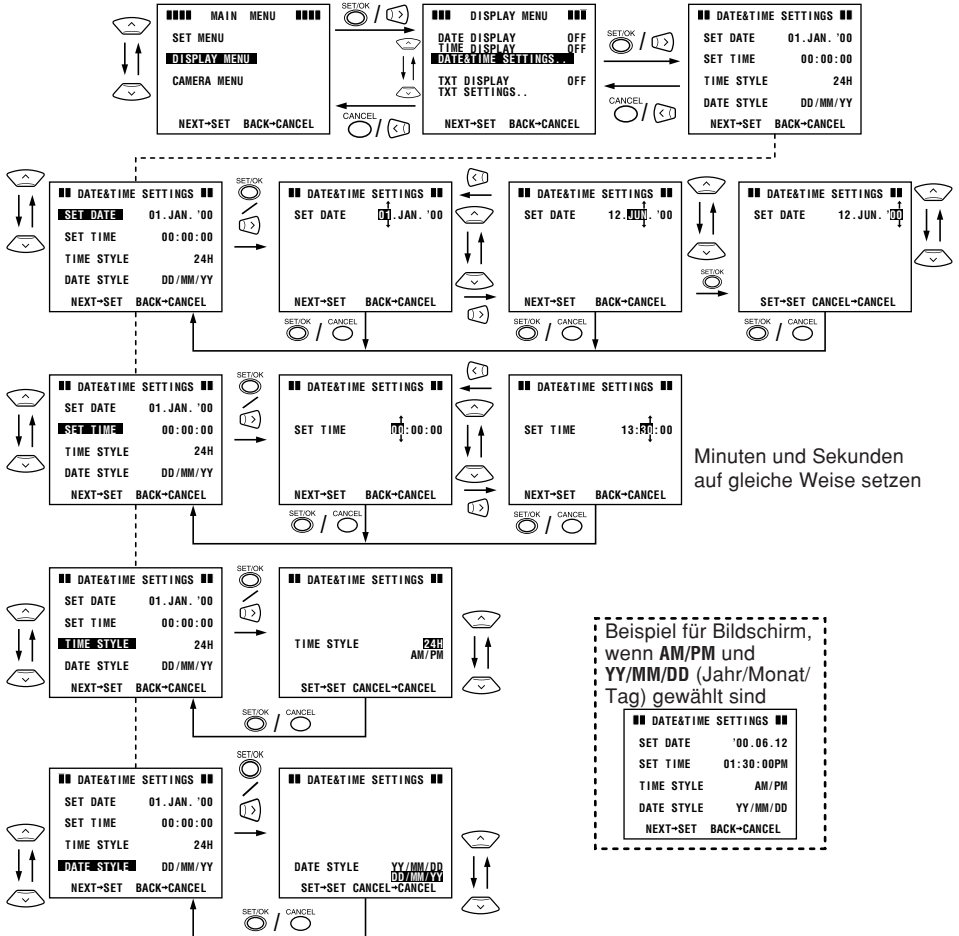 MAIN MENU
SET MENU
DISPLAY MENU
CAMERA MENU
NEXT→SET BACK→CANCEL
SET/OK
CANCEL
DISPLAY MENU
DATE DISPLAY OFF
TIME DISPLAY OFF
DATE&TIME SETTINGS..
TXT DISPLAY OFF
TXT SETTINGS..
NEXT→SET BACK→CANCEL
SET/OK
CANCEL
DATE&TIME SETTINGS
SET DATE 01.JAN. '00
SET TIME 00:00:00
TIME STYLE 24H
DATE STYLE DD/MM/YY
NEXT→SET BACK→CANCEL
DATE&TIME SETTINGS
SET DATE 01.JAN. '00
SET TIME 00:00:00
TIME STYLE 24H
DATE STYLE DD/MM/YY
NEXT→SET BACK→CANCEL
SET/OK
DATE&TIME SETTINGS
SET DATE 01.JAN. '00
NEXT→SET BACK→CANCEL
SET/OK / CANCEL
DATE&TIME SETTINGS
SET DATE 12.JUN. '00
NEXT→SET BACK→CANCEL
SET/OK / CANCEL
SET/OK
DATE&TIME SETTINGS
SET DATE 12.JUN. '00
SET→SET CANCEL→CANCEL
SET/OK / CANCEL
DATE&TIME SETTINGS
SET DATE 01.JAN. '00
SET TIME 00:00:00
TIME STYLE 24H
DATE STYLE DD/MM/YY
NEXT→SET BACK→CANCEL
SET/OK
DATE&TIME SETTINGS
SET TIME 00:00:00
NEXT→SET BACK→CANCEL
SET/OK / CANCEL
DATE&TIME SETTINGS
SET TIME 13:30:00
NEXT→SET BACK→CANCEL
SET/OK / CANCEL
Minuten und Sekunden
auf gleiche Weise setzen
DATE&TIME SETTINGS
SET DATE 01.JAN. '00
SET TIME 00:00:00
TIME STYLE 24H
DATE STYLE DD/MM/YY
NEXT→SET BACK→CANCEL
SET/OK
DATE&TIME SETTINGS
TIME STYLE 24H
AM/PM
SET→SET CANCEL→CANCEL
SET/OK / CANCEL
Beispiel für Bildschirm,
wenn AM/PM und
YY/MM/DD (Jahr/Monat/
Tag) gewählt sind
DATE&TIME SETTINGS
SET DATE '00.06.12
SET TIME 01:30:00PM
TIME STYLE AM/PM
DATE STYLE YY/MM/DD
NEXT→SET BACK→CANCEL
DATE&TIME SETTINGS
SET DATE 01.JAN. '00
SET TIME 00:00:00
TIME STYLE 24H
DATE STYLE DD/MM/YY
NEXT→SET BACK→CANCEL
SET/OK
DATE&TIME SETTINGS
DATE STYLE YY/MM/DD
DD/MM/YY
SET→SET CANCEL→CANCEL
SET/OK / CANCEL